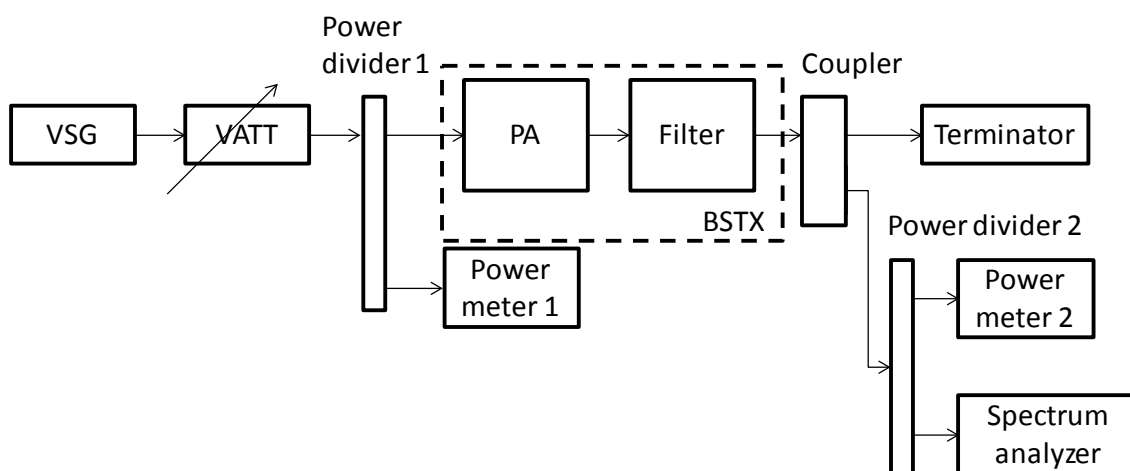 Power
divider 1
Coupler
VSG
VATT
PA
Filter
Terminator
BSTX
Power divider 2
Power
meter 1
Power
meter 2
Spectrum
analyzer